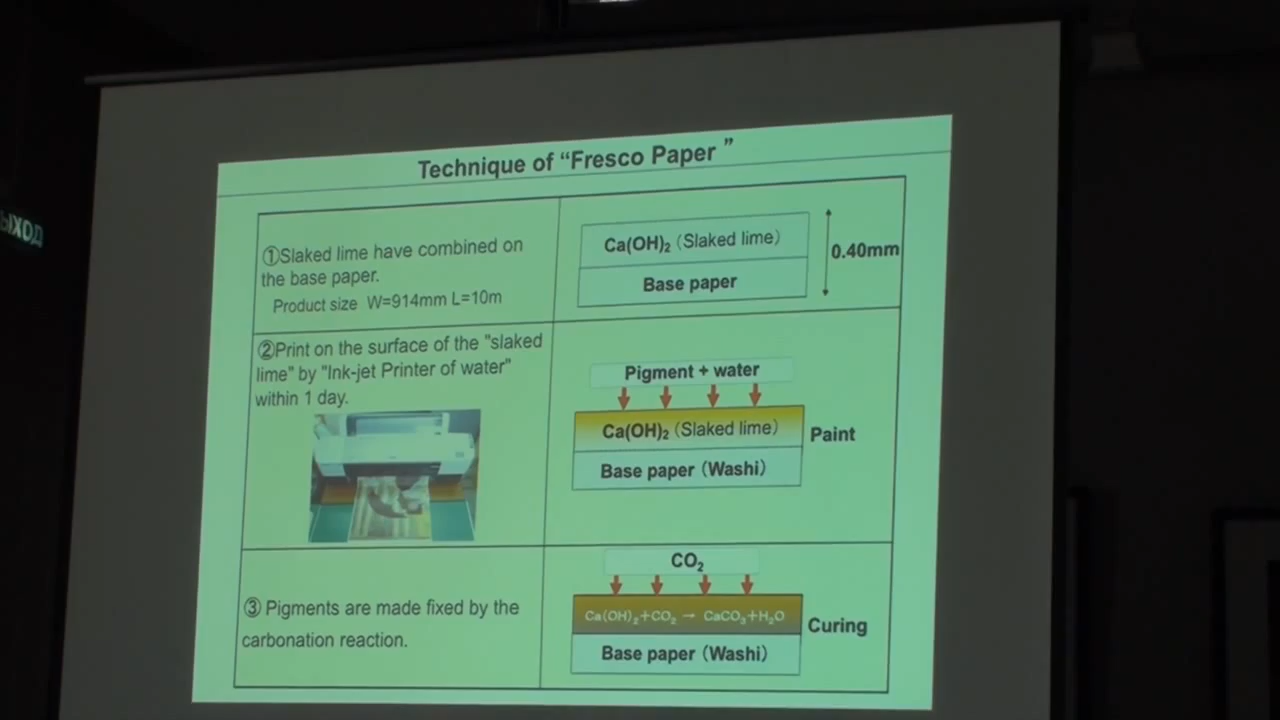 Technique of “Fresco Paper ”
①Slaked lime have combined on
the base paper.
Product size W=914mm L=10m
Ca(OH)₂ (Slaked lime)
Base paper
0.40mm
②Print on the surface of the "slaked
lime" by "Ink-jet Printer of water"
within 1 day.
Pigment + water
Ca(OH)₂ (Slaked lime)
Base paper (Washi)
Paint
③ Pigments are made fixed by the
carbonation reaction.
CO₂
Ca(OH)₂+CO₂ → CaCO₃+H₂O
Base paper (Washi)
Curing
ВЫХОД